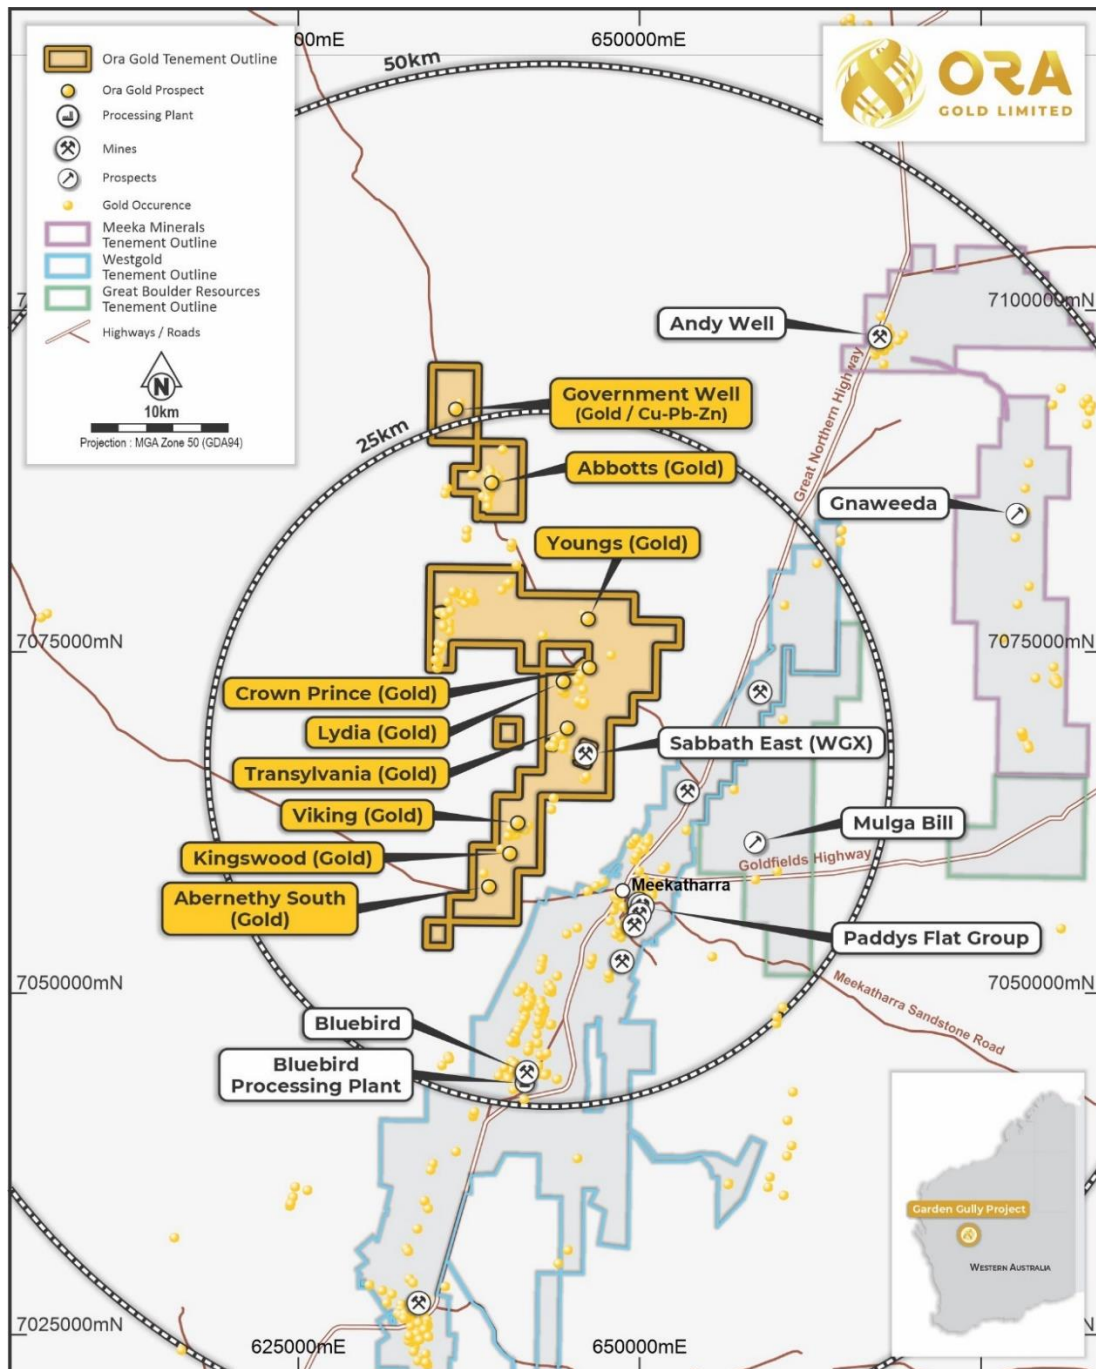 00mE
650000mE
50km
Ora Gold Tenement Outline
Ora Gold Prospect
Processing Plant
Mines
Prospects
Gold Occurence
Meeka Minerals
Tenement Outline
Westgold
Tenement Outline
Great Boulder Resources
Tenement Outline
Highways / Roads
N
10km
Projection : MGA Zone 50 (GDA94)
ORA
GOLD LIMITED
7100000mN
Andy Well
Great Northern Highway
Government Well
(Gold / Cu-Pb-Zn)
25km
Abbotts (Gold)
Gnaweeda
Youngs (Gold)
7075000mN
7075000mN
Crown Prince (Gold)
Lydia (Gold)
Sabbath East (WGX)
Transylvania (Gold)
Viking (Gold)
Mulga Bill
Kingswood (Gold)
Goldfields Highway
Meekatharra
Abernethy South
(Gold)
Paddys Flat Group
7050000mN
7050000mN
Meekatharra Sandstone Road
Bluebird
Bluebird
Processing Plant
Garden Gully Project
WESTERN AUSTRALIA
7025000mN
625000mE
650000mE